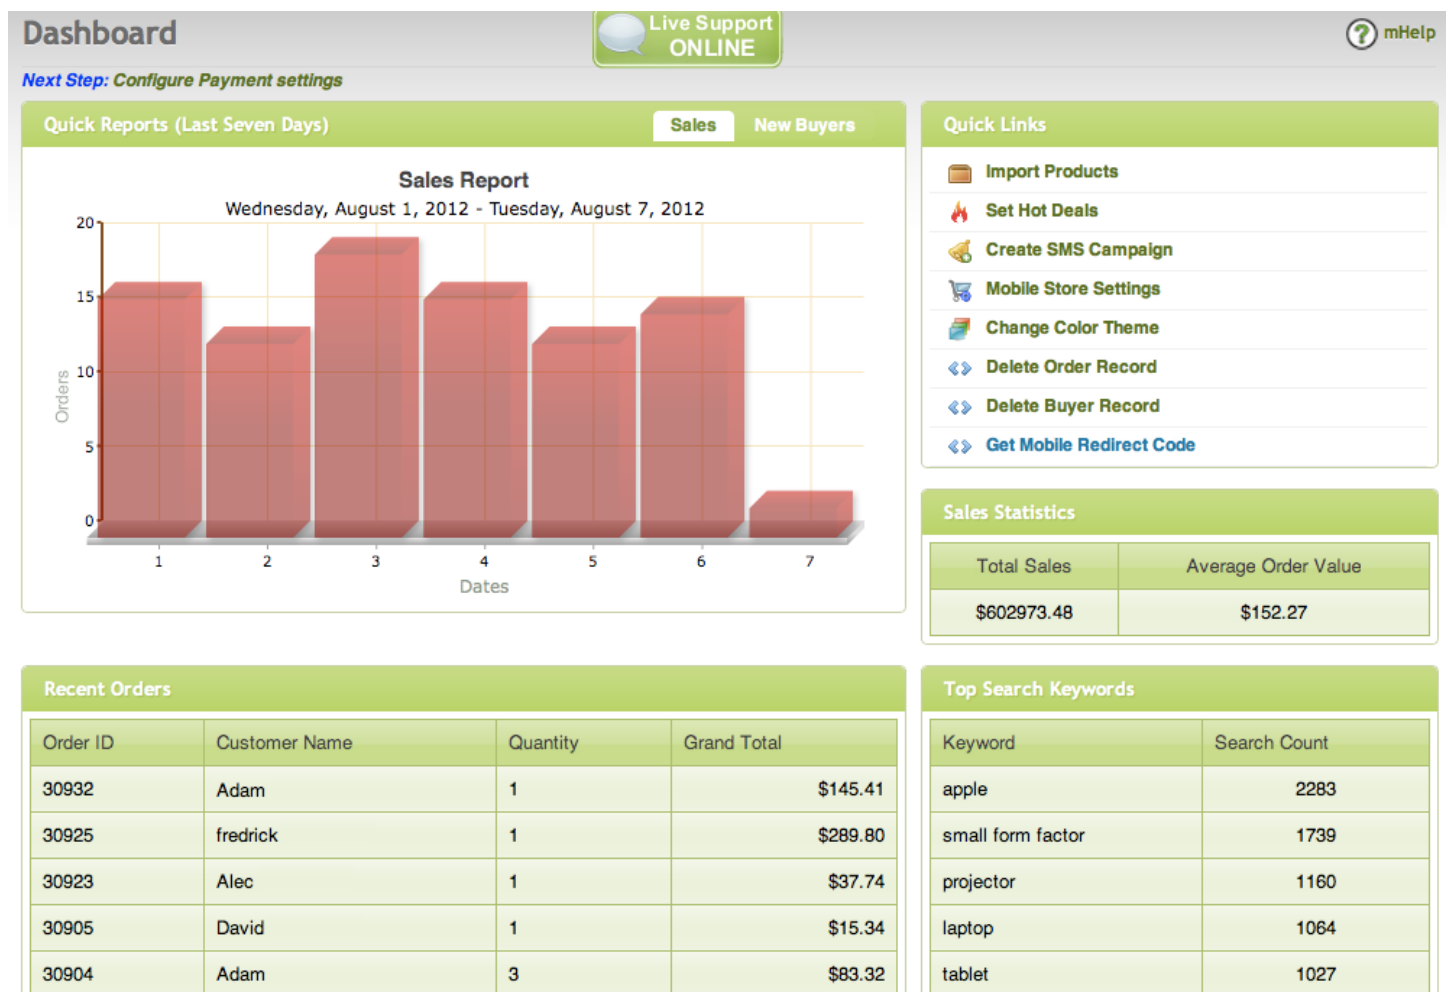 Dashboard
Live Support
ONLINE
mHelp
Next Step: Configure Payment settings
Quick Reports (Last Seven Days)
Sales
New Buyers
Sales Report
Wednesday, August 1, 2012 - Tuesday, August 7, 2012
20
15
10
5
0
Orders
1 2 3 4 5 6 7
Dates
Quick Links
Import Products
Set Hot Deals
Create SMS Campaign
Mobile Store Settings
Change Color Theme
Delete Order Record
Delete Buyer Record
Get Mobile Redirect Code
Sales Statistics
Total Sales Average Order Value
$602973.48 $152.27
Recent Orders
Order ID Customer Name Quantity Grand Total
30932 Adam 1 $145.41
30925 fredrick 1 $289.80
30923 Alec 1 $37.74
30905 David 1 $15.34
30904 Adam 3 $83.32
Top Search Keywords
Keyword Search Count
apple 2283
small form factor 1739
projector 1160
laptop 1064
tablet 1027